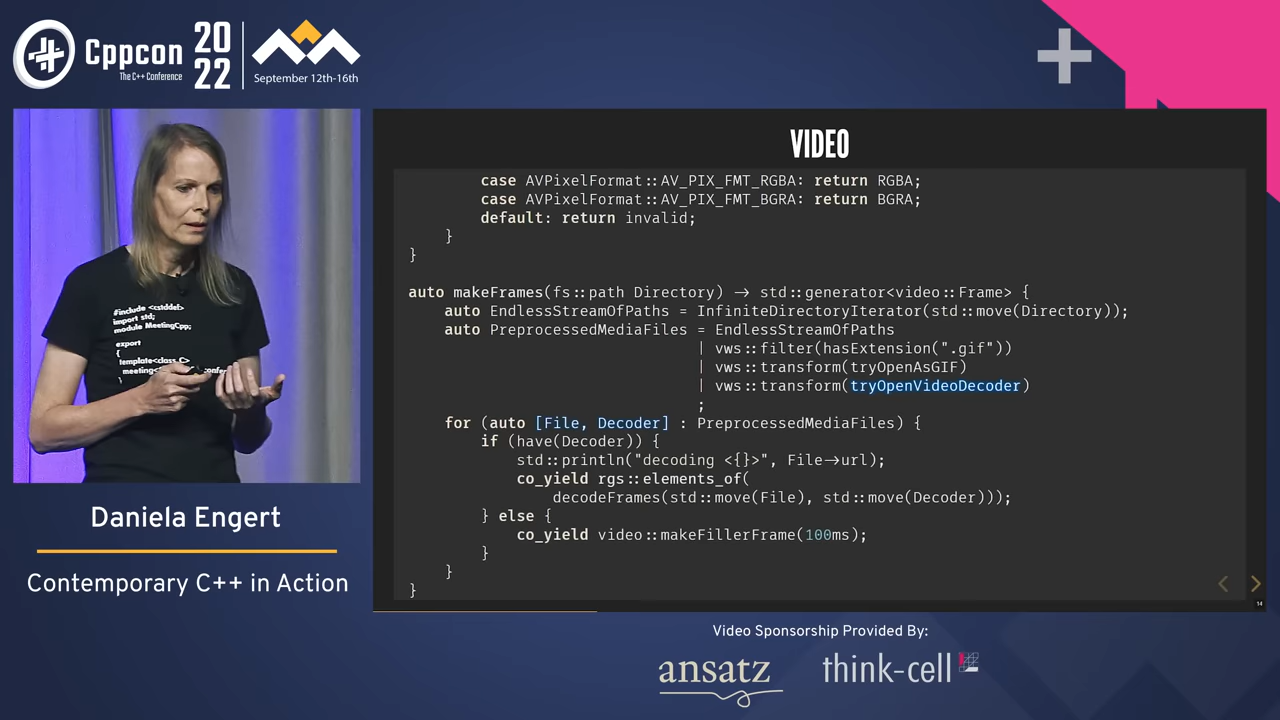 Cppcon
The C++ Conference
20
22
September 12th-16th
#include <cstddef>
import std;
module MeetingCpp;
export
{
template<class C>
VIDEO
case AVPixelFormat::AV_PIX_FMT_RGBA: return RGBA;
case AVPixelFormat::AV_PIX_FMT_BGRA: return BGRA;
default: return invalid;
}
}
auto makeFrames(fs::path Directory) -> std::generator<video::Frame> {
auto EndlessStreamOfPaths = InfiniteDirectoryIterator(std::move(Directory));
auto PreprocessedMediaFiles = EndlessStreamOfPaths
| vws::filter(hasExtension(".gif"))
| vws::transform(tryOpenAsGIF)
| vws::transform(tryOpenVideoDecoder)
;
for (auto [File, Decoder] : PreprocessedMediaFiles) {
if (have(Decoder)) {
std::println("decoding <{}>", File->url);
co_yield rgs::elements_of(
decodeFrames(std::move(File), std::move(Decoder)));
} else {
co_yield video::makeFillerFrame(100ms);
}
}
}
14
Daniela Engert
Contemporary C++ in Action
Video Sponsorship Provided By:
ansatz
think-cell